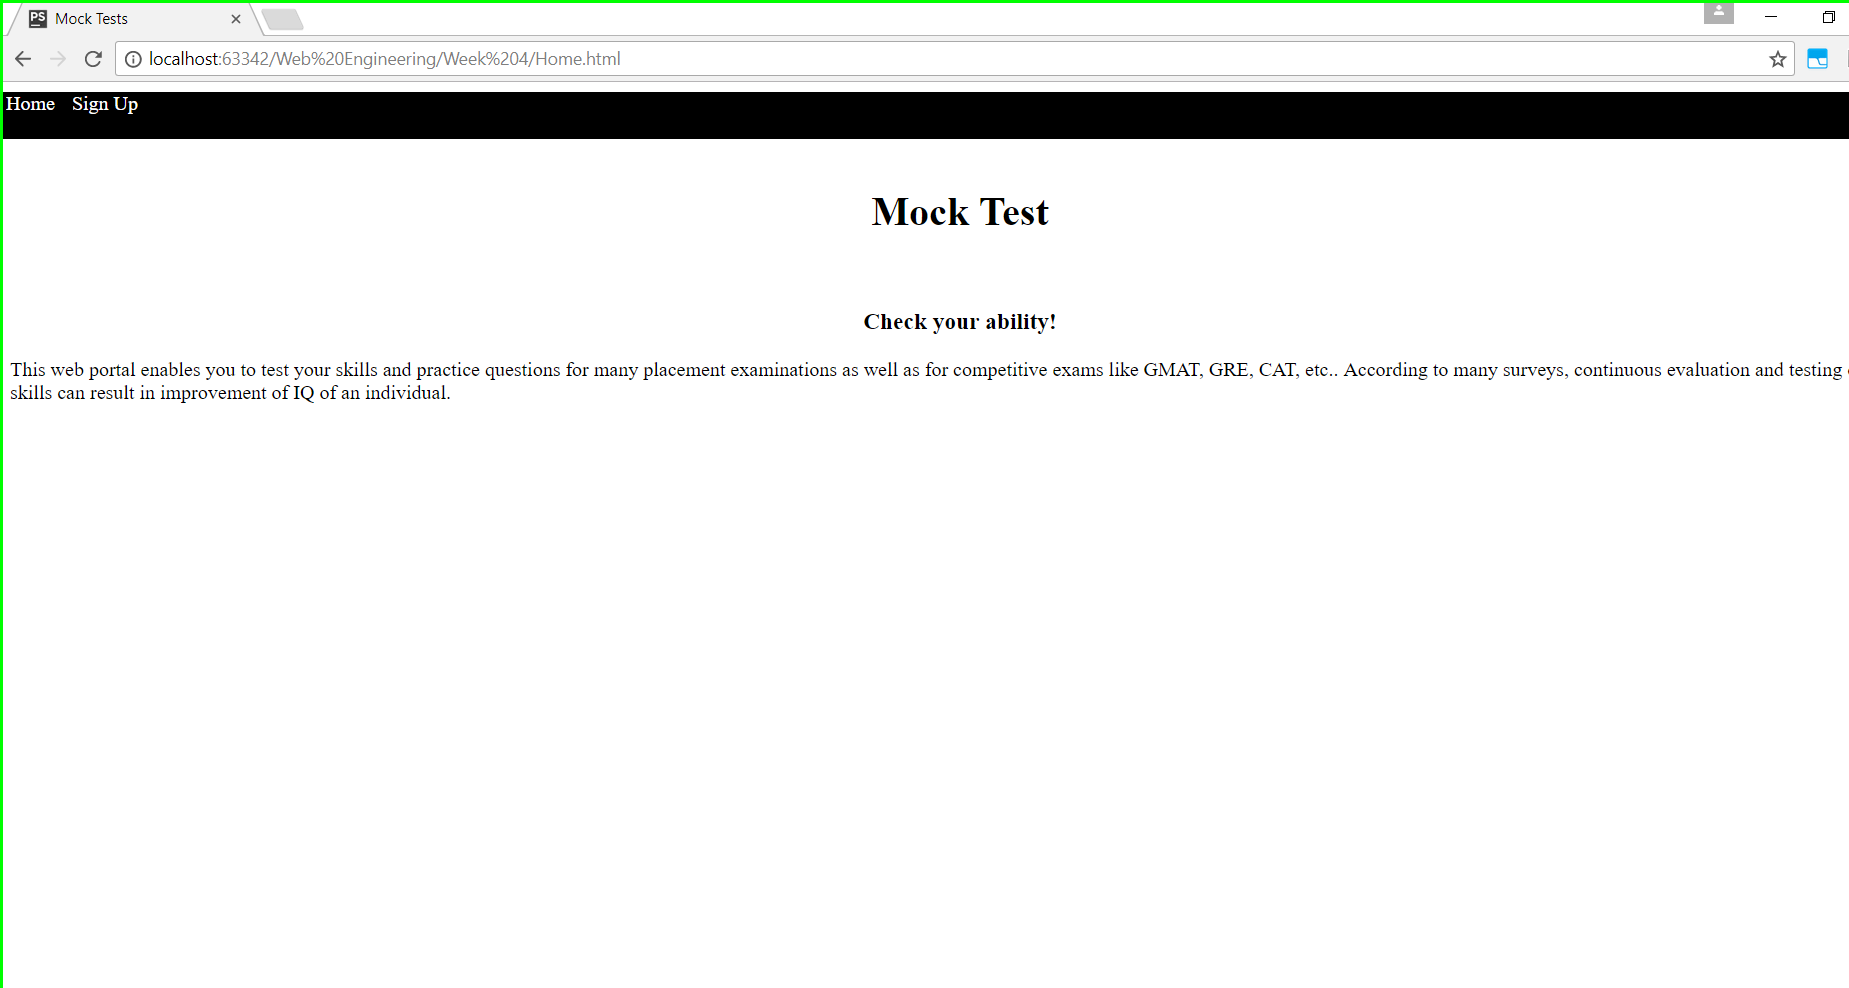 PS Mock Tests
localhost:63342/Web%20Engineering/Week%204/Home.html
Home Sign Up
Mock Test
Check your ability!
This web portal enables you to test your skills and practice questions for many placement examinations as well as for competitive exams like GMAT, GRE, CAT, etc.. According to many surveys, continuous evaluation and testing
skills can result in improvement of IQ of an individual.